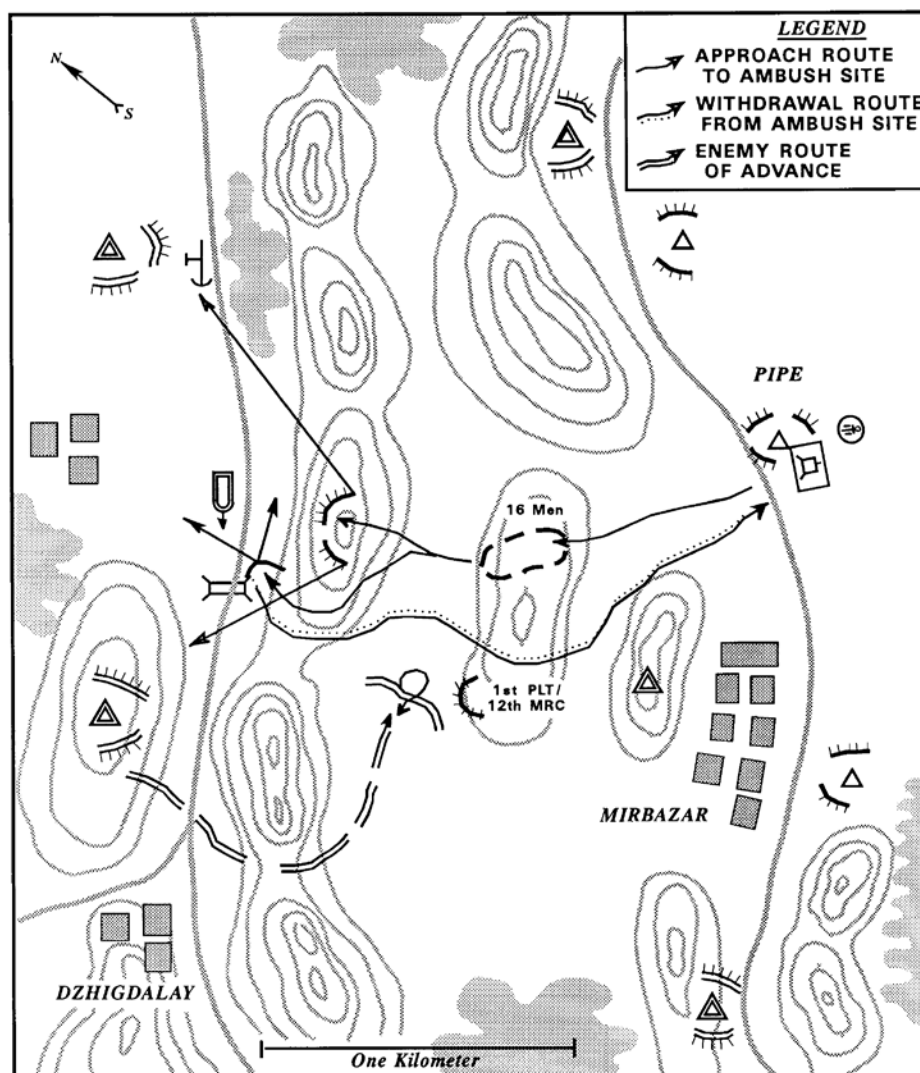 LEGEND
APPROACH ROUTE
TO AMBUSH SITE
WITHDRAWAL ROUTE
FROM AMBUSH SITE
ENEMY ROUTE
OF ADVANCE
N
S
PIPE
16 Men
1st PLT/
12th MRC
MIRBAZAR
DZHIGDALAY
One Kilometer